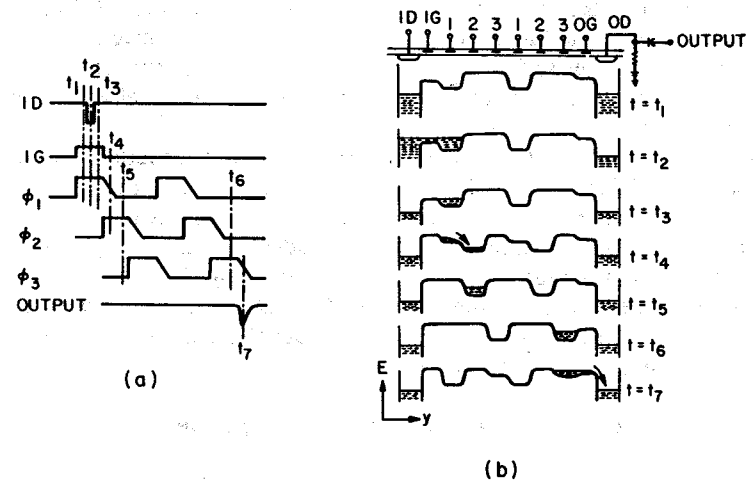 t₁
t₂
t₃
ID
IG
t₄
t₅
t₆
ϕ₁
ϕ₂
ϕ₃
OUTPUT
t₇
(a)
ID IG 1 2 3 1 2 3 OG OD
OUTPUT
t = t₁
t = t₂
t = t₃
t = t₄
t = t₅
t = t₆
t = t₇
E
y
(b)